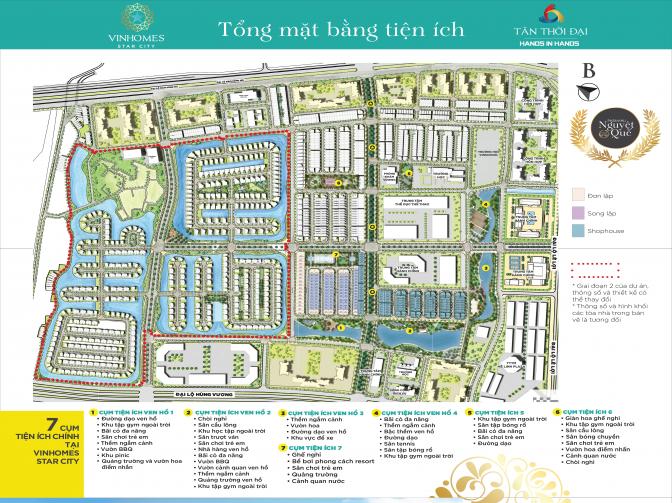 VINHOMES
STAR CITY
Tổng mặt bằng tiện ích
TÂN THỜI ĐẠI
HANDS IN HANDS
B
Nguyệt
Quế
Đơn lập
Song lập
Shophouse
* Giai đoạn 2 của dự án,
thông số và thiết kế có
thể thay đổi
* Thông số và hình khối
các tòa nhà trong bản
vẽ là tương đối
TRUNG TÂM
THỂ DỤC THỂ THAO
TRUNG TÂM
HÀNH CHÍNH
ĐẠI LỘ LÊ LỢI
ĐẠI LỘ HÙNG VƯƠNG
7 CỤM
TIỆN ÍCH CHÍNH
TẠI
VINHOMES
STAR CITY
1 CỤM TIỆN ÍCH VEN HỒ 1
• Đường dạo ven hồ
• Khu tập gym ngoài trời
• Bãi cỏ đa năng
• Sân chơi trẻ em
• Thềm ngắm cảnh
• Vườn BBQ
• Khu picnic
• Quảng trường và vườn hoa
điểm nhấn
2 CỤM TIỆN ÍCH VEN HỒ 2
• Chòi nghỉ
• Sân cầu lông
• Khu học tập ngoài trời
• Sân trượt ván
• Sân chơi trẻ em
• Nhà hàng ven hồ
• Bãi cỏ đa năng
• Vườn BBQ
• Vườn cảnh quan ven hồ
• Thềm ngắm cảnh
• Quảng trường ven hồ
• Khu tập gym ngoài trời
3 CỤM TIỆN ÍCH VEN HỒ 3
• Thềm ngắm cảnh
• Vườn hoa
• Đường dạo ven hồ
• Khu vực để xe
7 CỤM TIỆN ÍCH 7
• Ghế nghỉ
• Bể bơi phong cách resort
• Sân chơi trẻ em
• Quảng trường
• Cảnh quan nước
4 CỤM TIỆN ÍCH VEN HỒ 4
• Bãi cỏ đa năng
• Thềm ngắm cảnh
• Bậc thềm ven hồ
• Đường dạo
• Sân tennis
• Sân tập bóng rổ
• Khu tập gym ngoài trời
5 CỤM TIỆN ÍCH 5
• Khu tập gym ngoài trời
• Sân tập bóng rổ
• Bãi cỏ đa năng
• Sân chơi trẻ em
• Đường dạo
6 CỤM TIỆN ÍCH 6
• Giàn hoa ghế nghỉ
• Khu tập gym ngoài trời
• Sân cầu lông
• Sân bóng chuyền
• Sân chơi trẻ em
• Vườn hoa điểm nhấn
• Cảnh quan nước
• Chòi nghỉ